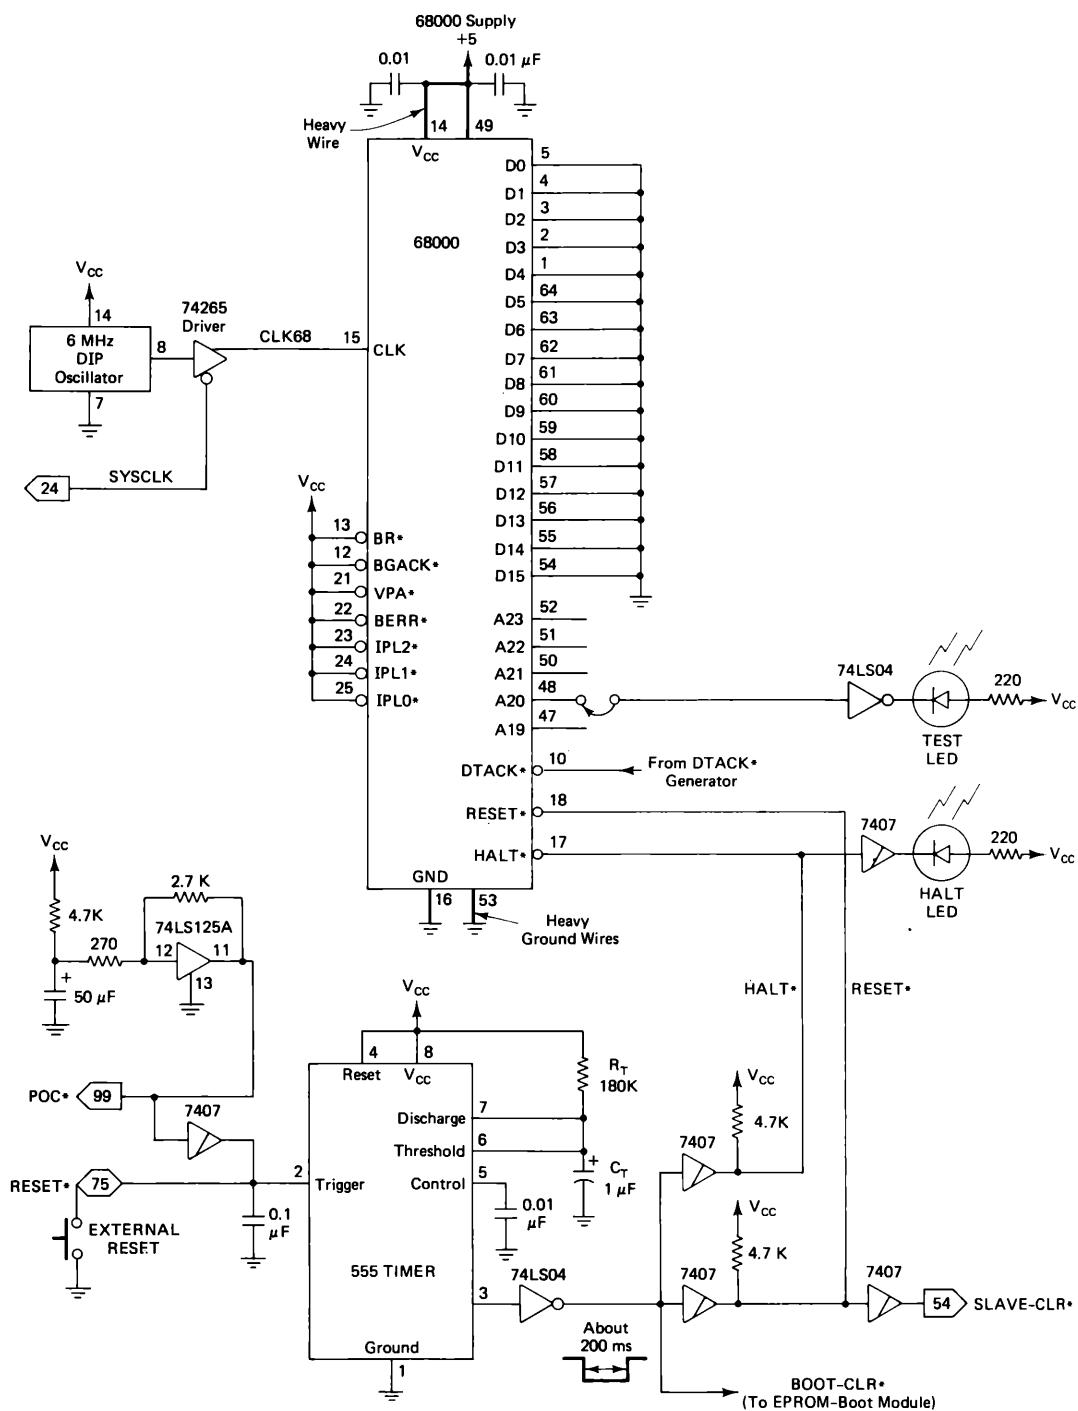 68000 Supply
+5
0.01
0.01 μF
Heavy
Wire
14
49
VCC
68000
D0 5
D1 4
D2 3
D3 2
D4 1
D5 64
D6 63
D7 62
D8 61
D9 60
D10 59
D11 58
D12 57
D13 56
D14 55
D15 54
VCC
14
6 MHz
DIP
Oscillator
8
7
74265
Driver
CLK68
15
CLK
24
SYSCLK
VCC
13 BR*
12 BGACK*
21 VPA*
22 BERR*
23 IPL2*
24 IPL1*
25 IPL0*
A23 52
A22 51
A21 50
A20 48
A19 47
74LS04
220
VCC
TEST
LED
DTACK* 10
From DTACK*
Generator
RESET* 18
HALT* 17
7407
220
VCC
HALT
LED
GND
16
53
Heavy
Ground Wires
VCC
4.7K
2.7 K
74LS125A
270
12
11
13
+
50 μF
HALT*
RESET*
POC*
99
7407
RESET*
75
EXTERNAL
RESET
0.1
μF
VCC
4
8
Reset
VCC
RT
180K
Discharge 7
Threshold 6
Control 5
2
Trigger
+
CT
1 μF
0.01
μF
555 TIMER
3
Ground
1
74LS04
About
200 ms
VCC
4.7K
7407
VCC
4.7 K
7407
7407
54
SLAVE-CLR*
BOOT-CLR*
(To EPROM-Boot Module)